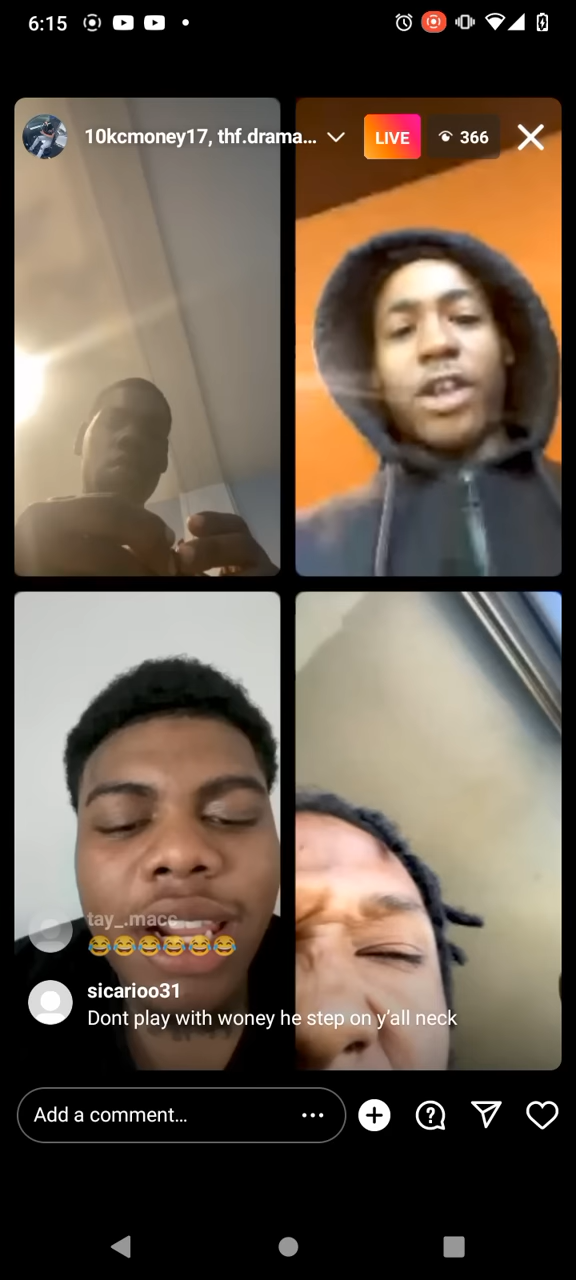 6:15
10kcmoney17, thf.drama...
LIVE
366
tay_.macc
😂😂😂😂😂😂
sicarioo31
Dont play with woney he step on y'all neck
Add a comment...